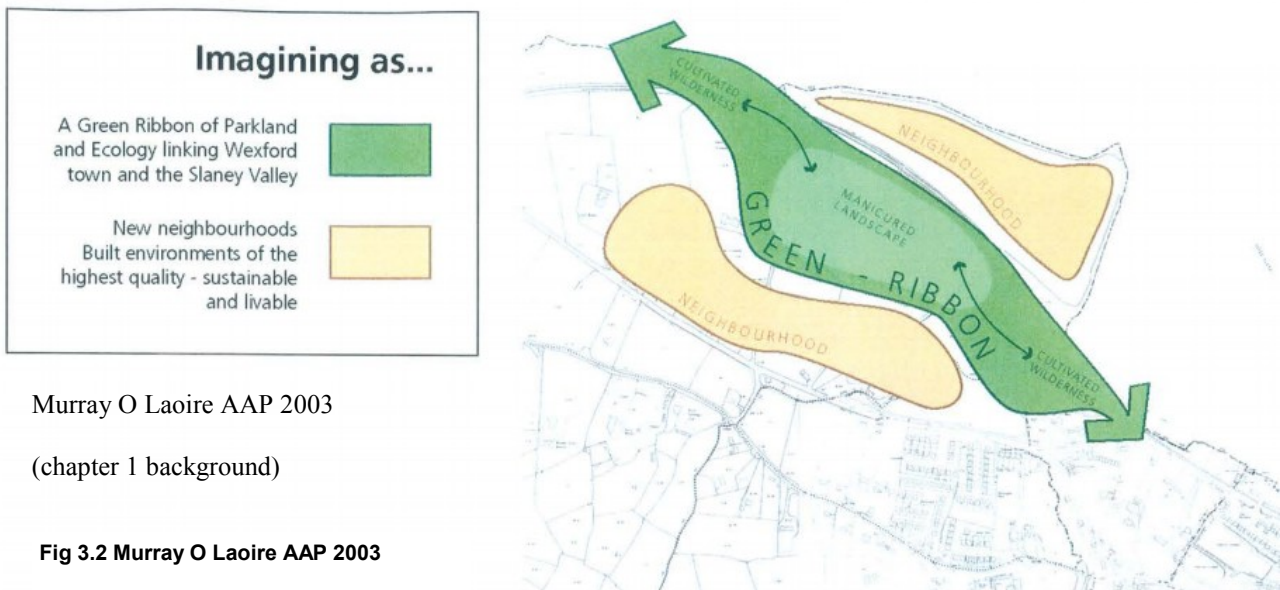 Imagining as...
A Green Ribbon of Parkland
and Ecology linking Wexford
town and the Slaney Valley
New neighbourhoods
Built environments of the
highest quality - sustainable
and livable
Murray O Laoire AAP 2003
(chapter 1 background)
Fig 3.2 Murray O Laoire AAP 2003
CULTIVATED
WILDERNESS
NEIGHBOURHOOD
MANICURED
LANDSCAPE
GREEN - RIBBON
NEIGHBOURHOOD
CULTIVATED
WILDERNESS